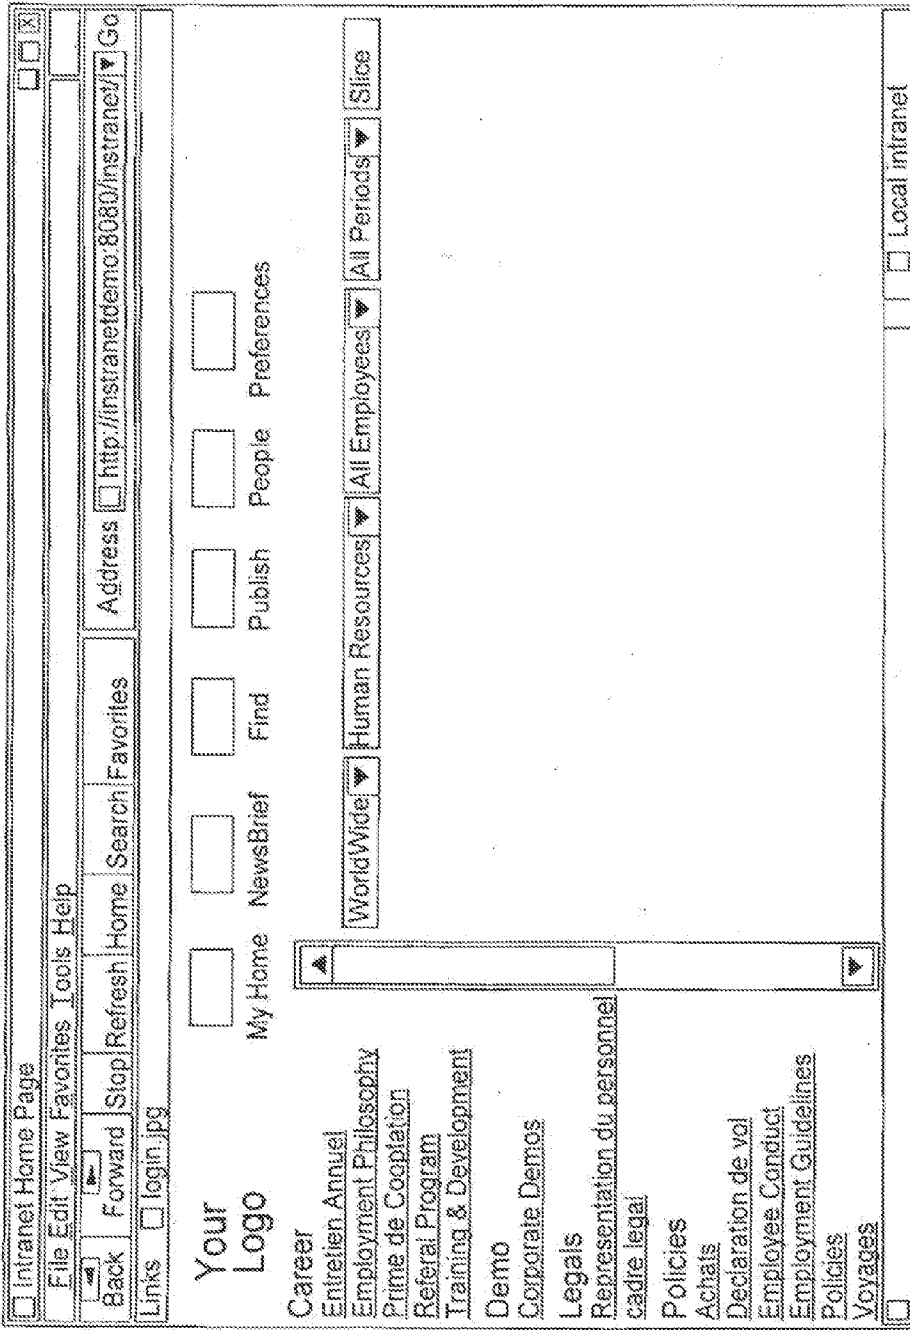 Intranet Home Page
File Edit View Favorites Tools Help
Back Forward Stop Refresh Home Search Favorites Address http://instranetdemo:8080/instranet/ Go
Links login.jpg
Your
Logo
My Home NewsBrief Find Publish People Preferences
WorldWide Human Resources All Employees All Periods Slice
Career
Entretien Annuel
Employment Philosophy
Prime de Cooptation
Referal Program
Training & Development
Demo
Corporate Demos
Legals
Representation du personnel
cadre legal
Policies
Achats
Declaration de vol
Employee Conduct
Employment Guidelines
Policies
Voyages
Local intranet